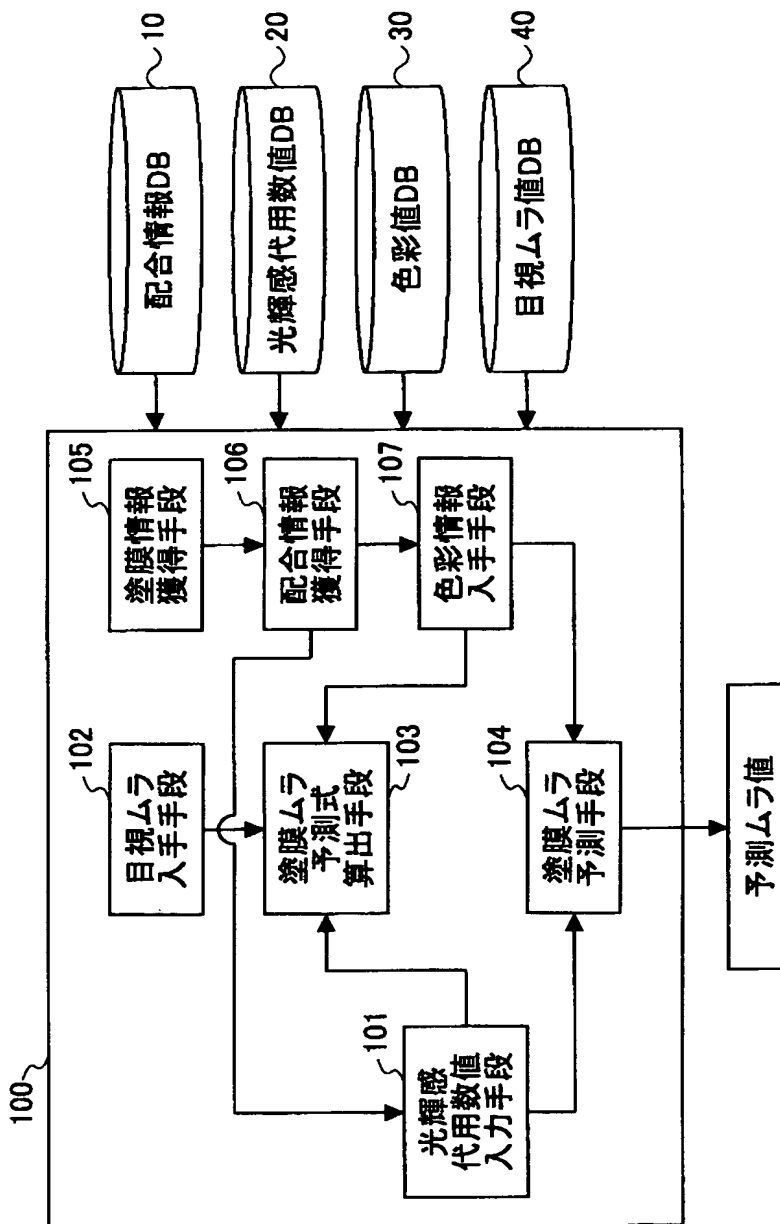 100
101
光輝感
代用数値
入力手段
102
目視ムラ
入手手段
塗膜ムラ
予測式
算出手段
103
104
塗膜ムラ
予測手段
105
塗膜情報
獲得手段
106
配合情報
獲得手段
107
色彩情報
入手手段
配合情報DB
10
光輝感代用数値DB
20
色彩値DB
30
目視ムラ値DB
40
予測ムラ値